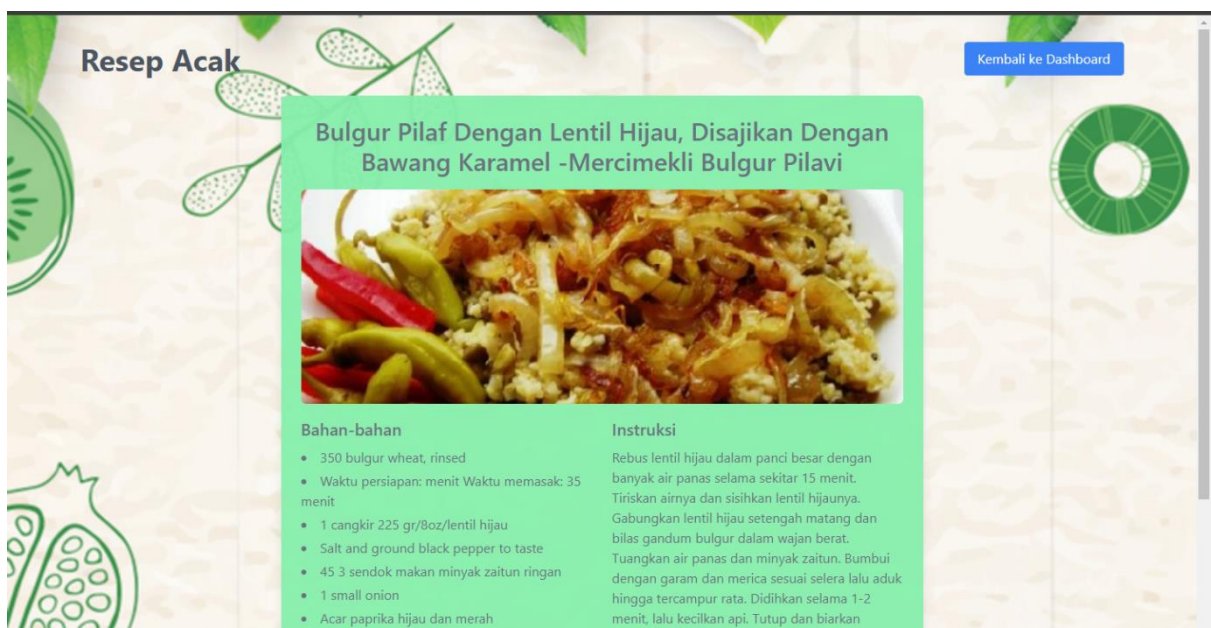 Resep Acak
Kembali ke Dashboard
Bulgur Pilaf Dengan Lentil Hijau, Disajikan Dengan
Bawang Karamel -Mercimekli Bulgur Pilavi
Bahan-bahan
• 350 bulgur wheat, rinsed
• Waktu persiapan: menit Waktu memasak: 35
menit
• 1 cangkir 225 gr/8oz/lentil hijau
• Salt and ground black pepper to taste
• 45 3 sendok makan minyak zaitun ringan
• 1 small onion
• Acar paprika hijau dan merah
Instruksi
Rebus lentil hijau dalam panci besar dengan
banyak air panas selama sekitar 15 menit.
Tiriskan airnya dan sisihkan lentil hijaunya.
Gabungkan lentil hijau setengah matang dan
bilas gandum bulgur dalam wajan berat.
Tuangkan air panas dan minyak zaitun. Bumbui
dengan garam dan merica sesuai selera lalu aduk
hingga tercampur rata. Didihkan selama 1-2
menit, lalu kecilkan api. Tutup dan biarkan